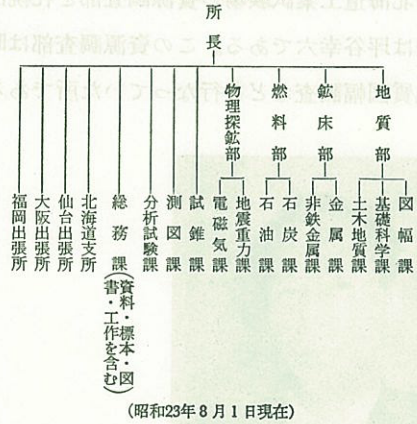 所長
地質部
鉱床部
燃料部
物理探鉱部
図幅課
基礎科学課
土木地質課
金属課
非鉄金属課
石炭課
石油課
地震重力課
電磁気課
試錐課
測図課
分析試験課
総務課(資料・標本・図書・工作を含む)
北海道支所
仙台出張所
大阪出張所
福岡出張所
(昭和23年8月1日現在)